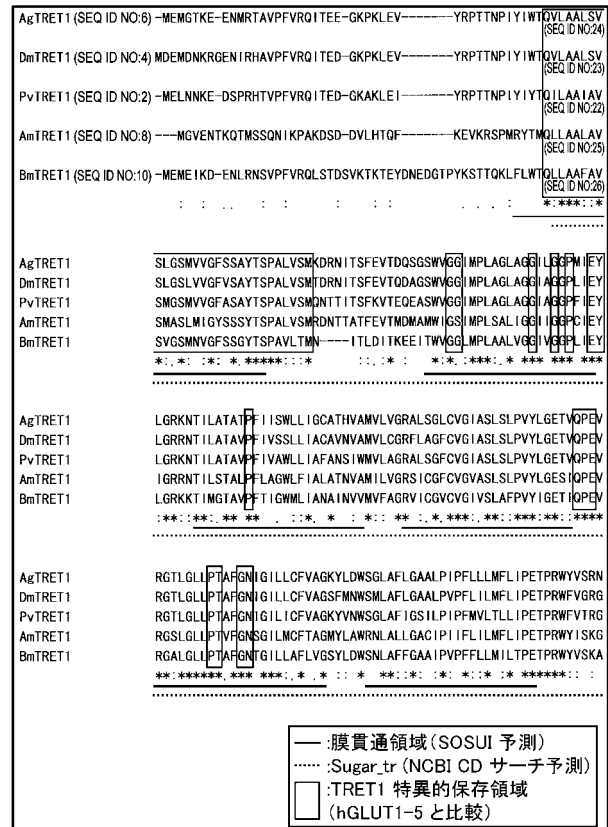 AgTRET1 (SEQ ID NO:6) -MEMGTKE-ENMRTAVPFVRQITEE-GKPKLEV-------YRPTTNPIYIWTQVLAALSV
(SEQ ID NO:24)
DmTRET1 (SEQ ID NO:4) MDEMDNKRGENIRHAVPFVRQITED-GKPKLEV-------YRPTTNPIYIWTQVLAALSV
(SEQ ID NO:23)
PvTRET1 (SEQ ID NO:2) -MELNNKE-DSPRHTVPFVRQITED-GKAKLEI-------YRPTTNPIYIYTQILAAIAV
(SEQ ID NO:22)
AmTRET1 (SEQ ID NO:8) ---MGVENTKQTMSSQNIKPAKDSD-DVLHTQF------KEVKRSPMRYTMQLLAALAV
(SEQ ID NO:25)
BmTRET1 (SEQ ID NO:10) -MEMEIKD-ENLRNSVPFVRQLSTDSVKTKTEYDNEDGTPYKSTTQKLFLWTQLLAAFAV
(SEQ ID NO:26)
AgTRET1 SLGSMVVGFSSAYTSPALVSMKDRNITSFEVTDQSGSWVGGIMPLAGLAGGILGGPMIEY
DmTRET1 SLGSLVVGFVSAYTSPALVSMTDRNITSFEVTQDAGSWVGGIMPLAGLAGGIAGGPLIEY
PvTRET1 SMGSMVVGFASAYTSPALVSMQNTTITSFKVTEQEASWVGGIMPLAGLAGGIAGGPFIEY
AmTRET1 SMASLMIGYSSSYTSPALVSMRDNTTATFEVTMDMAMWIGSIMPLSALIGGIIGGPCIEY
BmTRET1 SVGSMNVGFSSGYTSPAVLTMN----ITLDITKEEITWVGGLMPLAALVGGIVGGPLIEY
AgTRET1 LGRKNTILATATPFIISWLLIGCATHVAMVLVGRALSGLCVGIASLSLPVYLGETVQPEV
DmTRET1 LGRRNTILATAVPFIVSSLLIACAVNVAMVLCGRFLAGFCVGIASLSLPVYLGETVQPEV
PvTRET1 LGRKNTILATAVPFIVAWLLIAFANSIWMVLAGRALSGFCVGIASLSLPVYLGETVQPEV
AmTRET1 IGRRNTILSTALPFLAGWLFIALATNVAMILVGRSICGFCVGVASLSLPVYLGESIQPEV
BmTRET1 LGRKKTIMGTAVPFTIGWMLIANAINVVMVFAGRVICGVCVGIVSLAFPVYIGETIQPEV
AgTRET1 RGTLGLLPTAFGNIGILLCFVAGKYLDWSGLAFLGAALPIPFLLLMFLIPETPRWYVSRN
DmTRET1 RGTLGLLPTAFGNIGILLCFVAGSFMNWSMLAFLGAALPVPFLILMFLIPETPRWFVGRG
PvTRET1 RGTLGLLPTAFGNIGILICFVAGKYVNWSGLAFIGSILPIPFMVLTLLIPETPRWFVTRG
AmTRET1 RGSLGLLPTVFGNSGILMCFTAGMYLAWRNLALLGACIPIIFLILMFLIPETPRWYISKG
BmTRET1 RGALGLLPTAFGNTGILLAFLVGSYLDWSNLAFFGAAIPVPFFLLMILTPETPRWYVSKA
—:膜貫通領域(SOSUI 予測)
......:Sugar_tr (NCBI CD サーチ予測)
:TRET1 特異的保存領域
(hGLUT1-5 と比較)